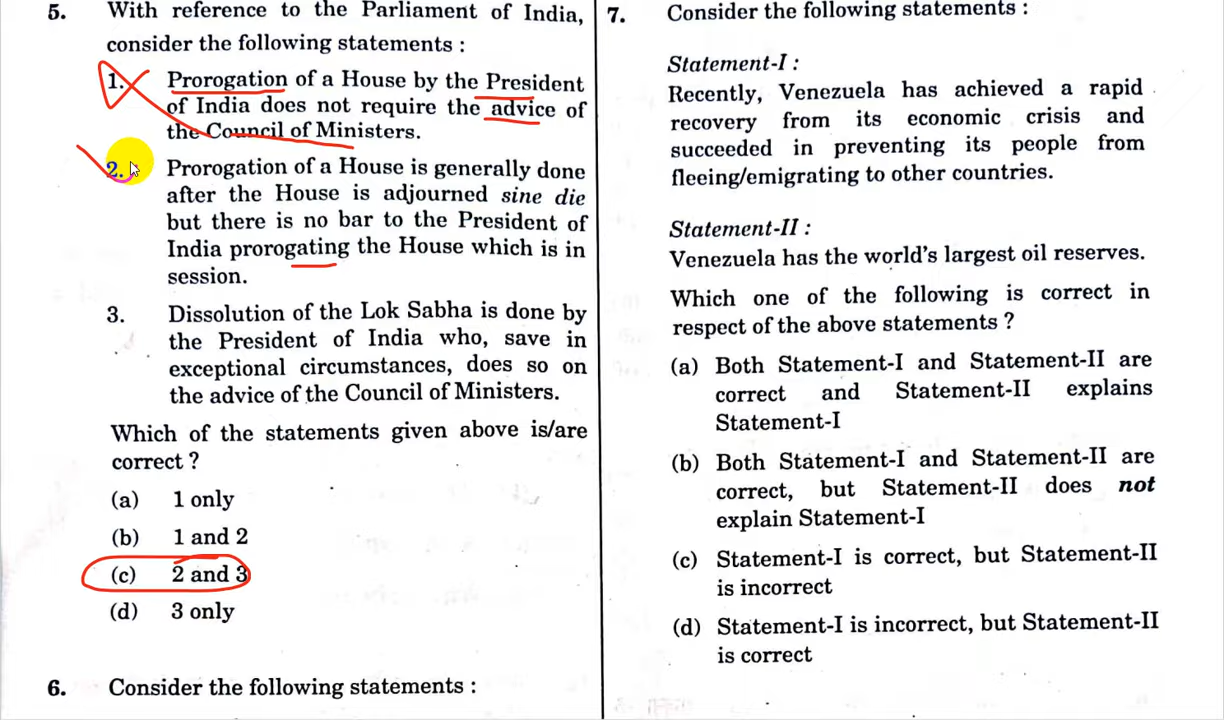 5. With reference to the Parliament of India,
consider the following statements :
1. Prorogation of a House by the President
of India does not require the advice of
the Council of Ministers.
2. Prorogation of a House is generally done
after the House is adjourned sine die
but there is no bar to the President of
India prorogating the House which is in
session.
3. Dissolution of the Lok Sabha is done by
the President of India who, save in
exceptional circumstances, does so on
the advice of the Council of Ministers.
Which of the statements given above is/are
correct ?
(a) 1 only
(b) 1 and 2
(c) 2 and 3
(d) 3 only
6. Consider the following statements :
7. Consider the following statements :
Statement-I :
Recently, Venezuela has achieved a rapid
recovery from its economic crisis and
succeeded in preventing its people from
fleeing/emigrating to other countries.
Statement-II :
Venezuela has the world's largest oil reserves.
Which one of the following is correct in
respect of the above statements ?
(a) Both Statement-I and Statement-II are
correct and Statement-II explains
Statement-I
(b) Both Statement-I and Statement-II are
correct, but Statement-II does not
explain Statement-I
(c) Statement-I is correct, but Statement-II
is incorrect
(d) Statement-I is incorrect, but Statement-II
is correct